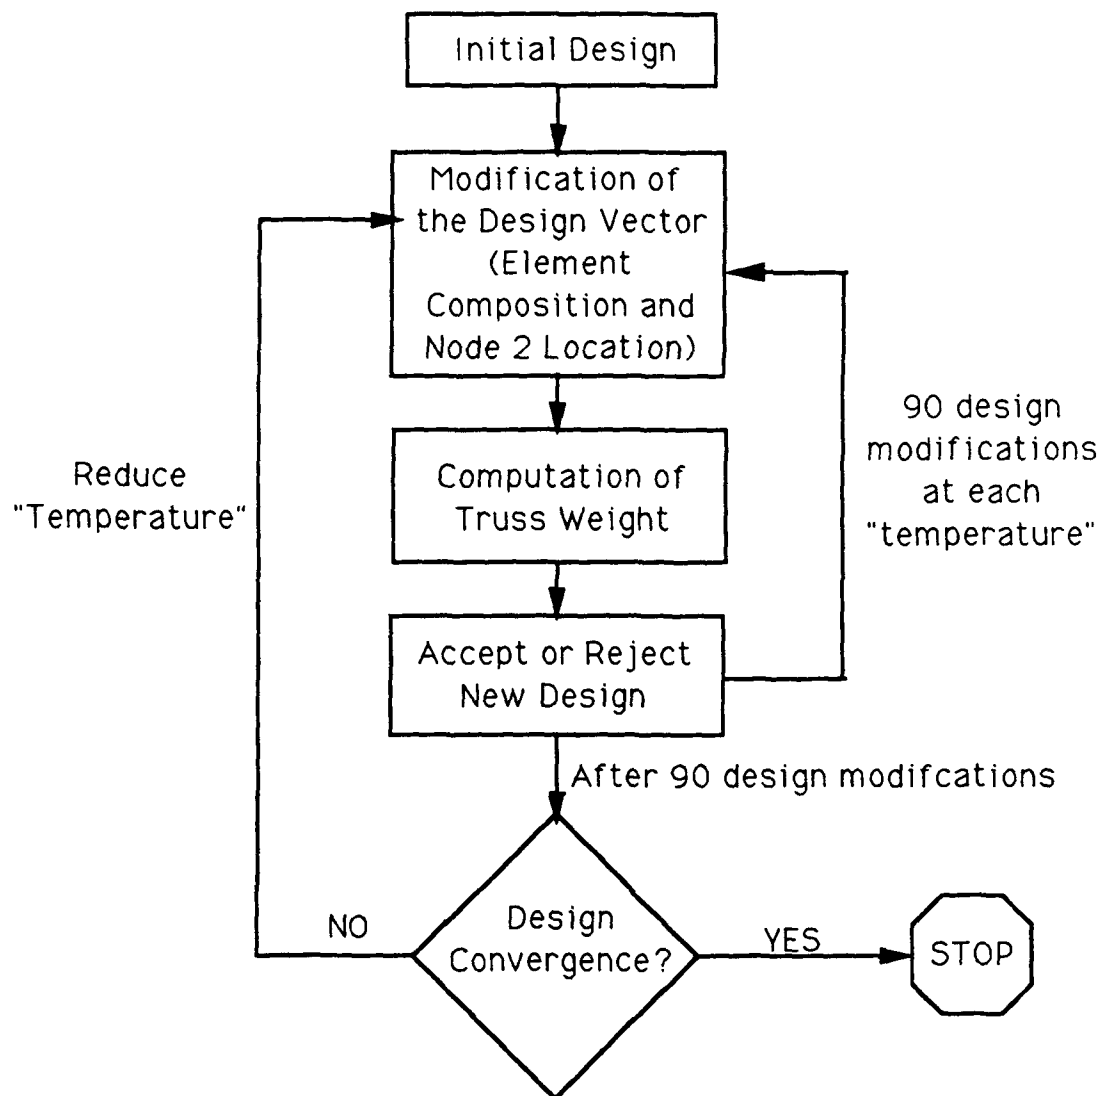 Initial Design
Modification of
the Design Vector
(Element
Composition and
Node 2 Location)
90 design
modifications
at each
"temperature"
Reduce
"Temperature"
Computation of
Truss Weight
Accept or Reject
New Design
After 90 design modifcations
Design
Convergence?
NO
YES
STOP